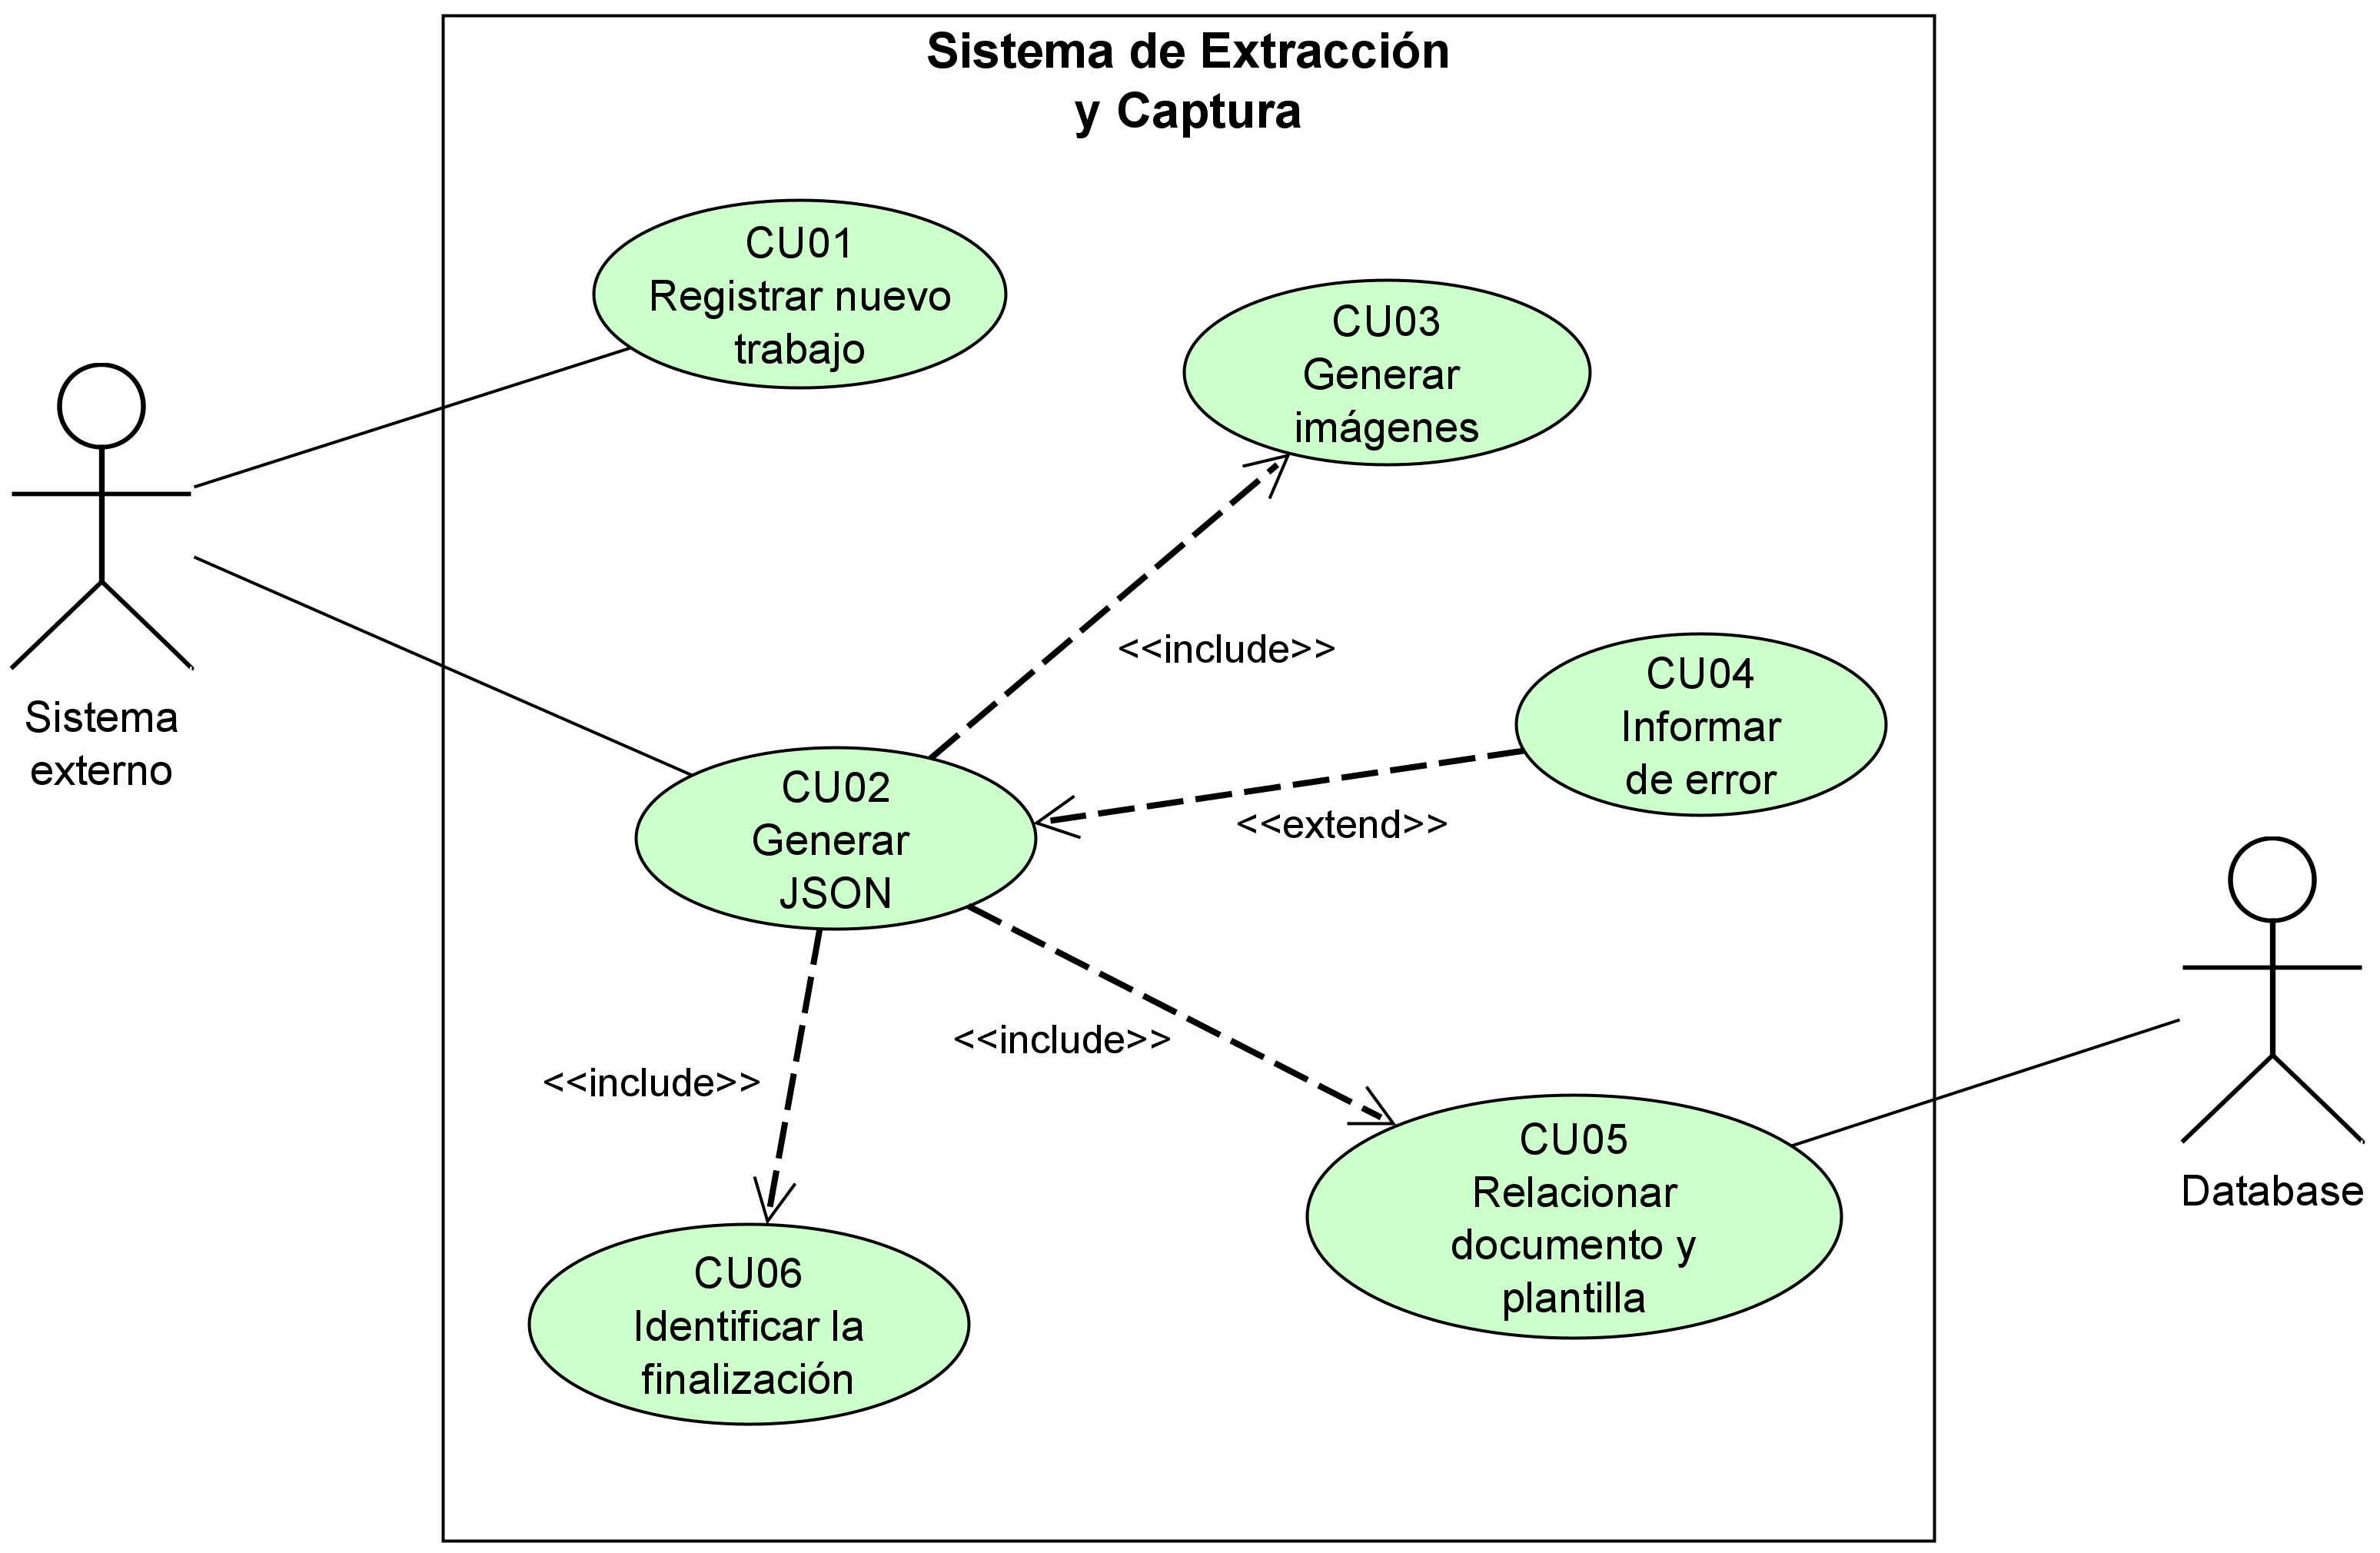 Sistema de Extracción
y Captura
CU01
Registrar nuevo
trabajo
CU03
Generar
imágenes
<<include>>
CU04
Informar
de error
Sistema
externo
CU02
Generar
JSON
<<extend>>
<<include>>
<<include>>
CU05
Relacionar
documento y
plantilla
Database
CU06
Identificar la
finalización